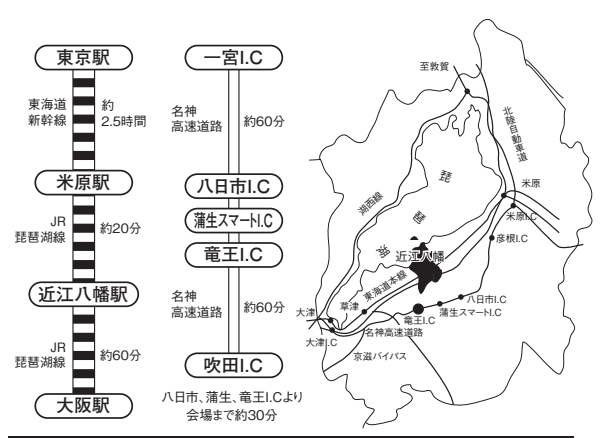 東京駅
東海道
新幹線
約
2.5時間
米原駅
JR
琵琶湖線
約20分
近江八幡駅
JR
琵琶湖線
約60分
大阪駅
一宮I.C
名神
高速道路
約60分
八日市I.C
蒲生スマートI.C
竜王I.C
名神
高速道路
約60分
吹田I.C
八日市、蒲生、竜王I.Cより
会場まで約30分
至敦賀
北陸自動車道
湖西線
琵琶湖
米原
米原I.C
彦根I.C
近江八幡
東海道本線
八日市I.C
蒲生スマートI.C
竜王I.C
草津
大津
大津I.C
名神高速道路
京滋バイパス